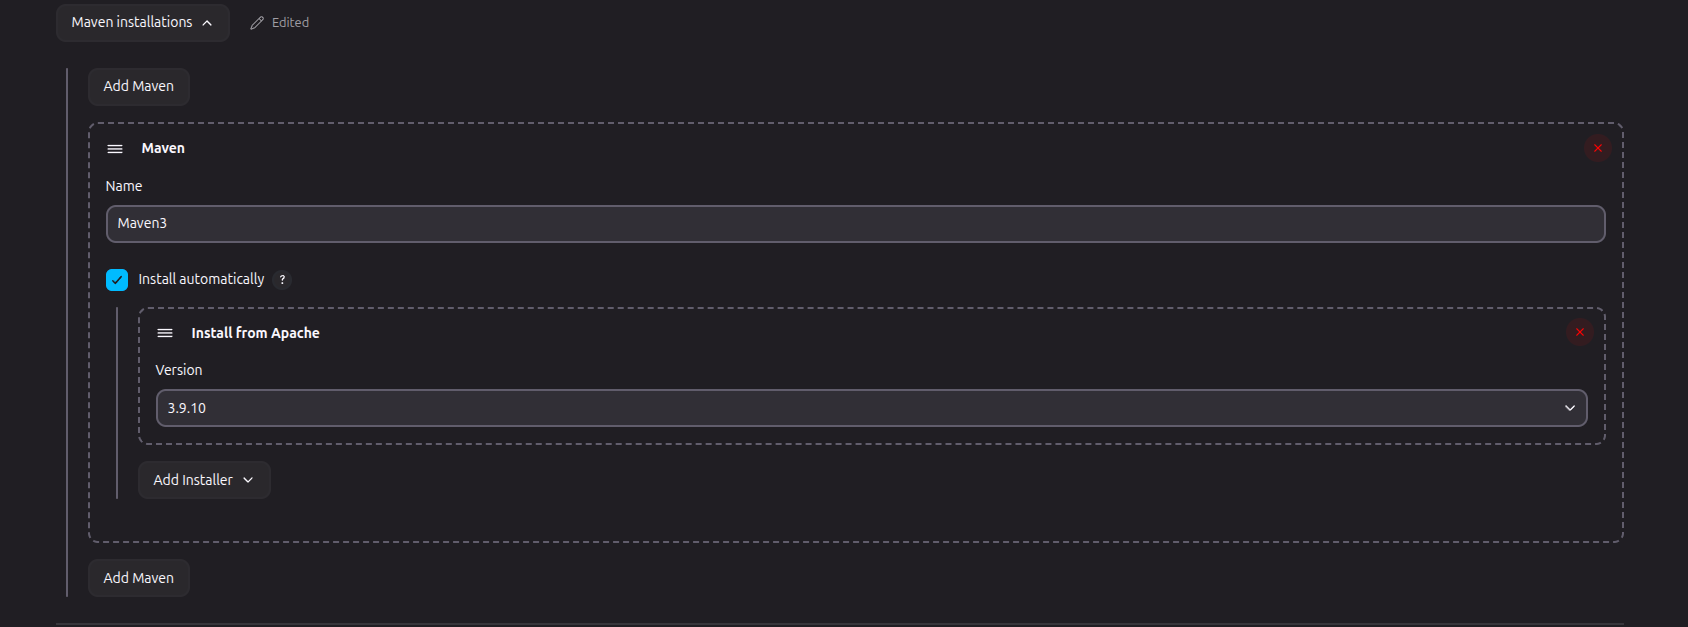 Maven installations Edited
Add Maven
Maven
Name
Maven3
Install automatically ?
Install from Apache
Version
3.9.10
Add Installer
Add Maven